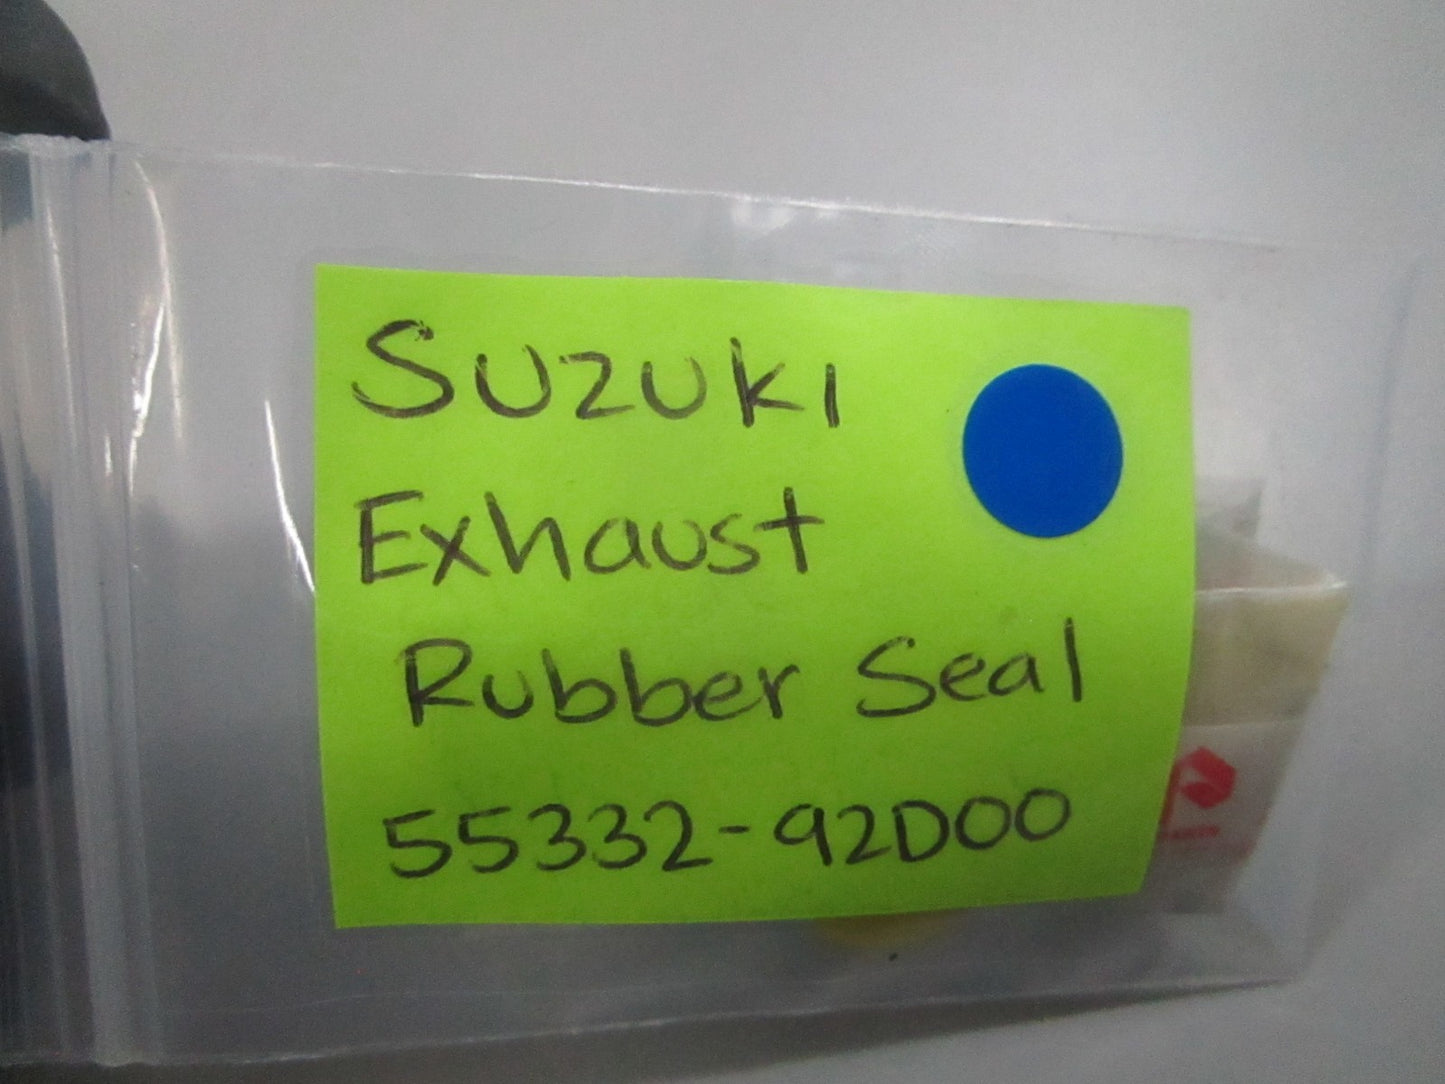 Suzuki
Exhaust
Rubber Seal
55332-92D00